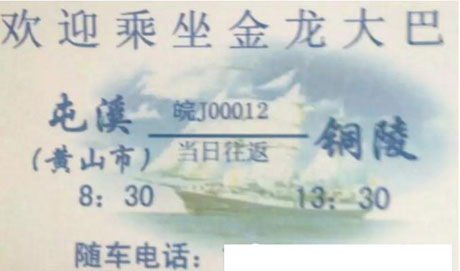 欢迎乘坐金龙大巴
屯溪 皖J00012 铜陵
(黄山市) 当日往返
8：30 13：30
随车电话：